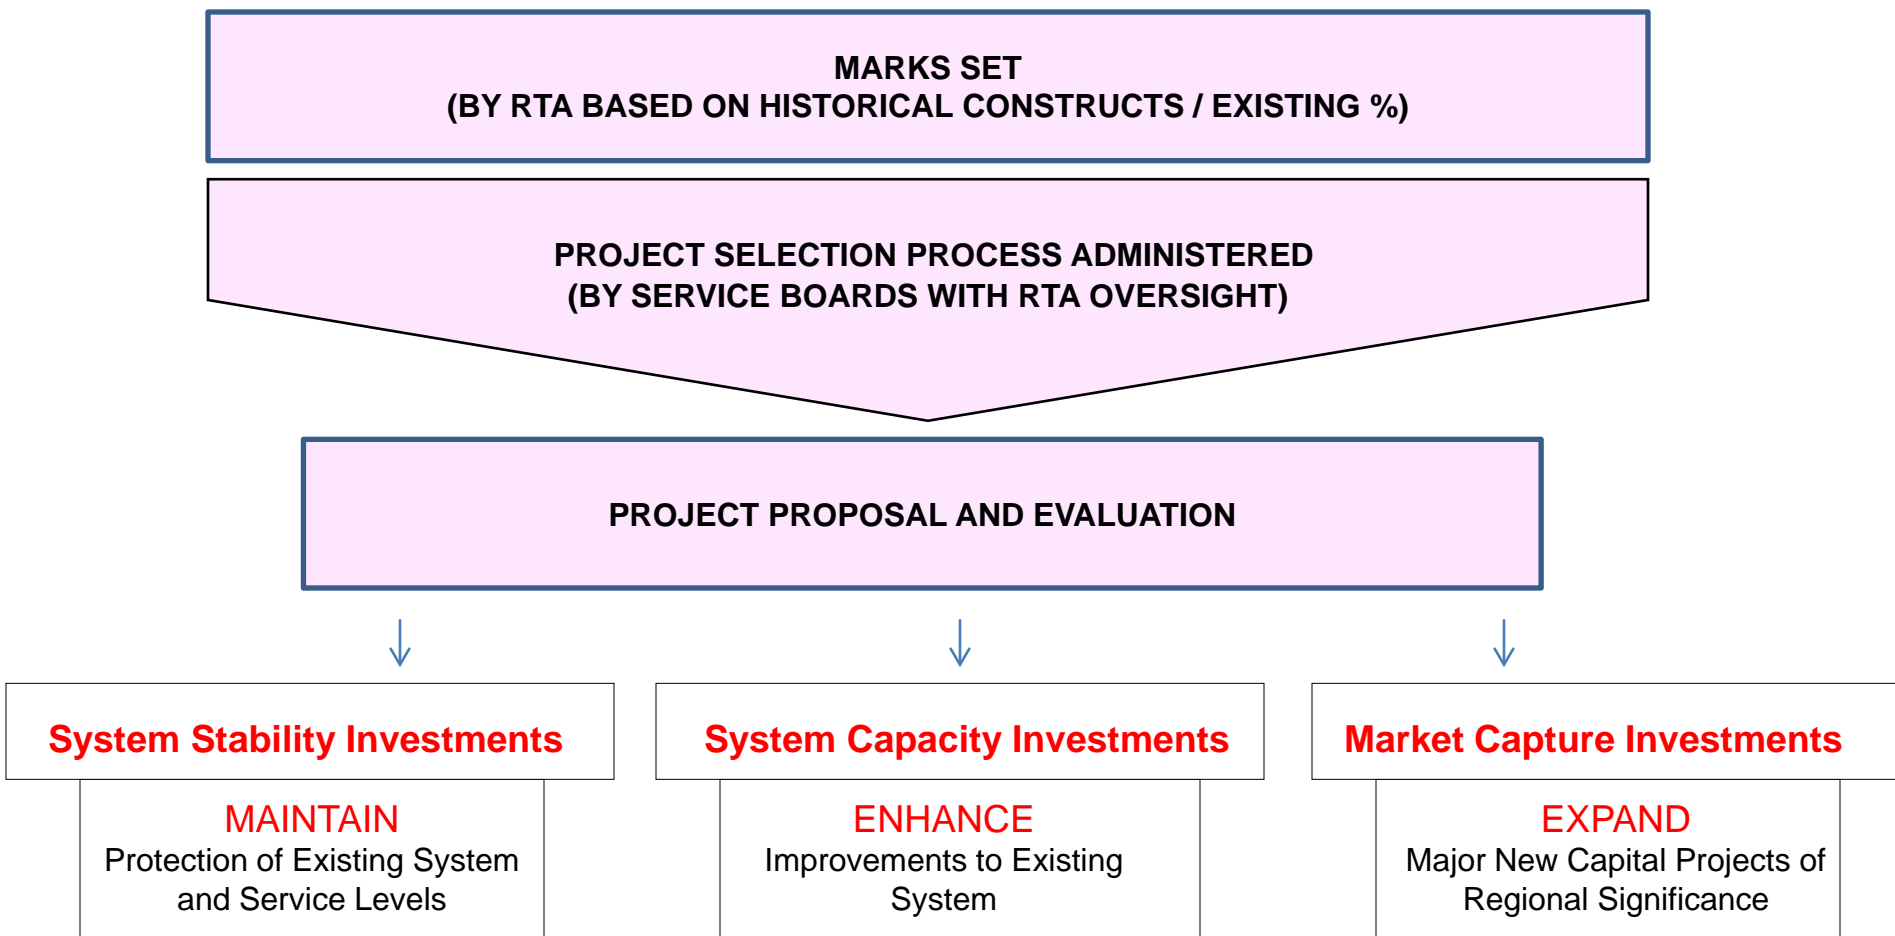 MARKS SET
(BY RTA BASED ON HISTORICAL CONSTRUCTS / EXISTING %)
PROJECT SELECTION PROCESS ADMINISTERED
(BY SERVICE BOARDS WITH RTA OVERSIGHT)
PROJECT PROPOSAL AND EVALUATION
System Stability Investments
MAINTAIN
Protection of Existing System
and Service Levels
System Capacity Investments
ENHANCE
Improvements to Existing
System
Market Capture Investments
EXPAND
Major New Capital Projects of
Regional Significance